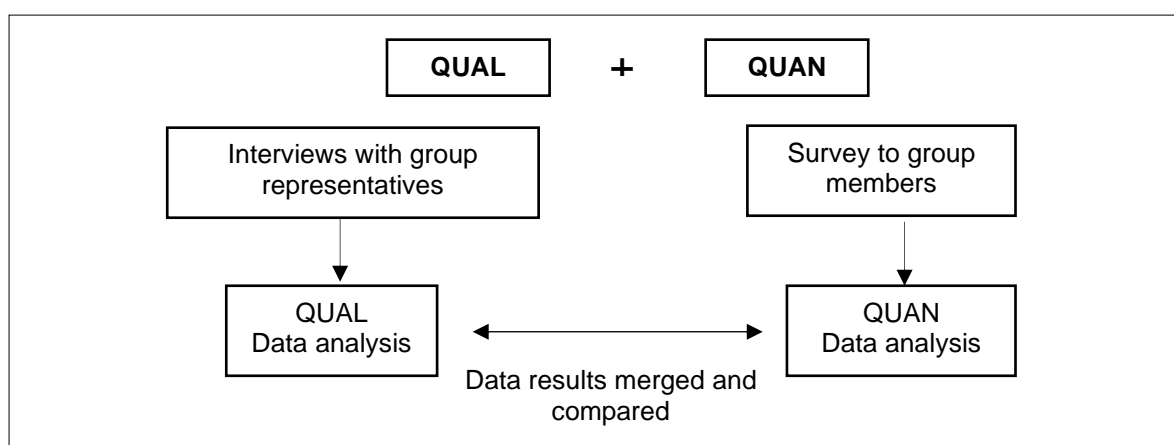 QUAL + QUAN
Interviews with group
representatives
Survey to group
members
QUAL
Data analysis
QUAN
Data analysis
Data results merged and
compared